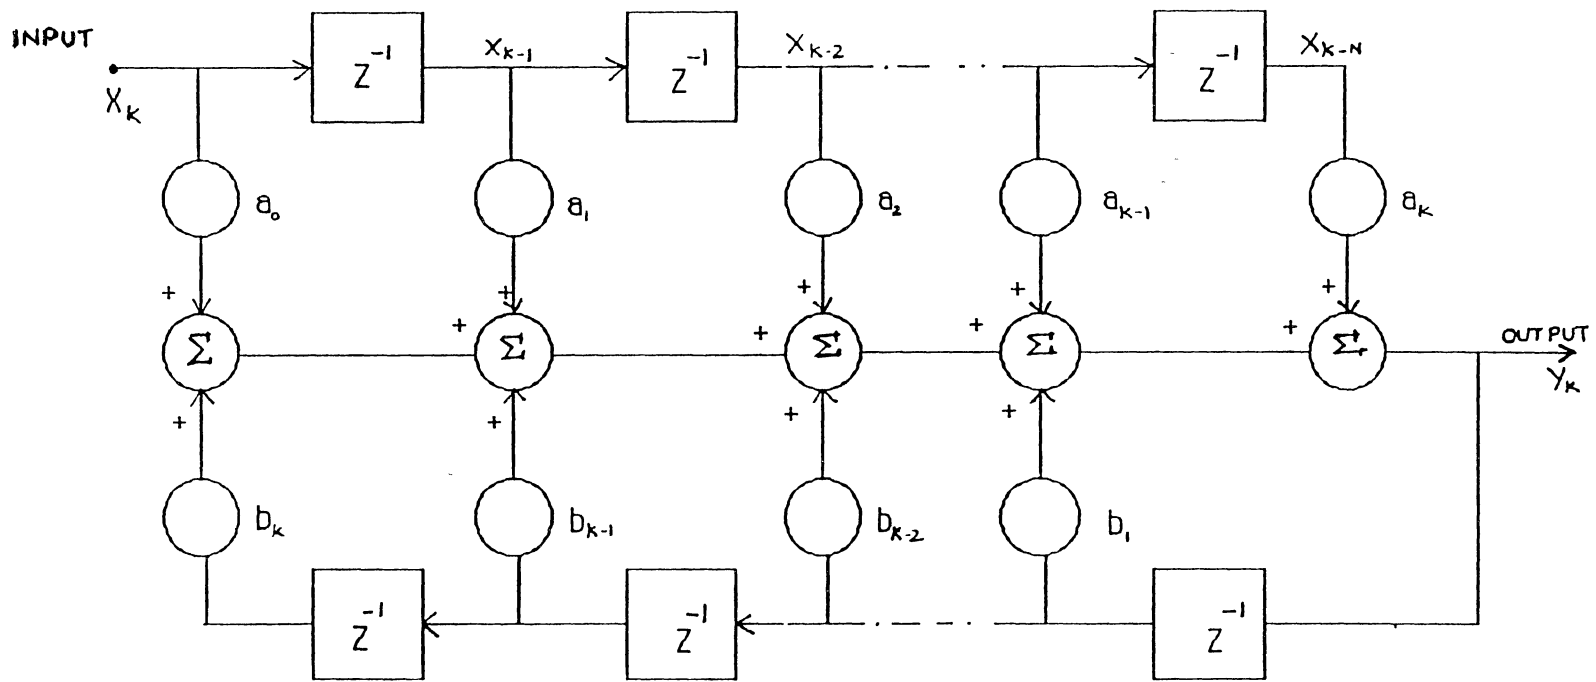 INPUT
X_K
Z^-1
X_K-1
Z^-1
X_K-2
Z^-1
X_K-N
a_0
a_1
a_2
a_K-1
a_K
+
+
+
+
+
+
+
+
+
Σ
Σ
Σ
Σ
Σ
OUTPUT
Y_K
+
+
+
+
b_K
b_K-1
b_K-2
b_1
Z^-1
Z^-1
Z^-1